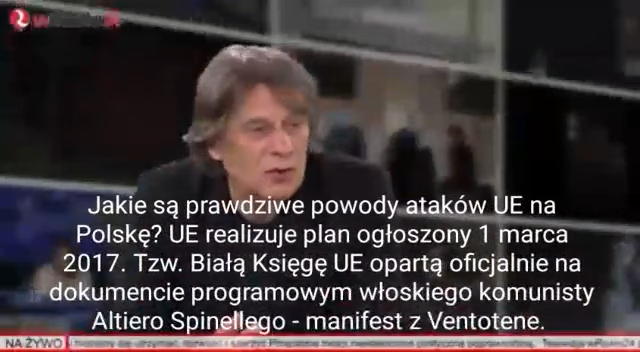 Jakie są prawdziwe powody ataków UE na
Polskę? UE realizuje plan ogłoszony 1 marca
2017. Tzw. Białą Księgę UE opartą oficjalnie na
dokumencie programowym włoskiego komunisty
Altiero Spinellego - manifest z Ventotene.
NA ŻYWO